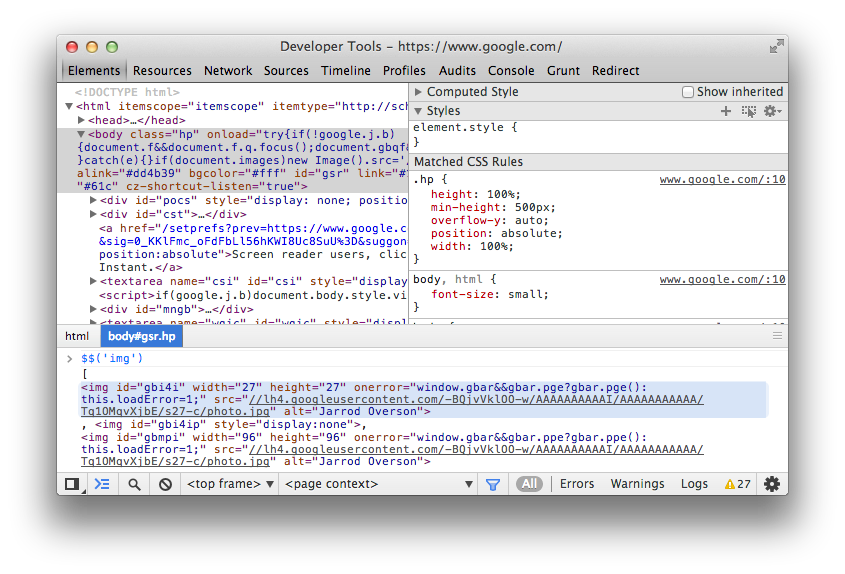 Developer Tools - https://www.google.com/
Elements Resources Network Sources Timeline Profiles Audits Console Grunt Redirect
<!DOCTYPE html>
<html itemscope="itemscope" itemtype="http://sch
<head>…</head>
<body class="hp" onload="try{if(!google.j.b)
{document.f&&document.f.q.focus();document.gbqf&
}catch(e){}if(document.images)new Image().src='.
alink="#dd4b39" bgcolor="#fff" id="gsr" link="#1
"#61c" cz-shortcut-listen="true">
<div id="pocs" style="display: none; position
<div id="cst">…</div>
<a href="/setprefs?prev=https://www.google.co
&sig=0_KKlFmc_oFdFbLl56hKWI8Uc8SuU%3D&suggon=
position:absolute">Screen reader users, clic
Instant.</a>
<textarea name="csi" id="csi" style="display
<script>if(google.j.b)document.body.style.vi
<div id="mngb">…</div>
<textarea name="wgjc" id="wgjc" style="displ
Computed Style Show inherited
Styles
element.style {
}
Matched CSS Rules
.hp { www.google.com/:10
height: 100%;
min-height: 500px;
overflow-y: auto;
position: absolute;
width: 100%;
}
body, html { www.google.com/:10
font-size: small;
}
html body#gsr.hp
> $$('img')
[
<img id="gbi4i" width="27" height="27" onerror="window.gbar&&gbar.pge?gbar.pge():
this.loadError=1;" src="//lh4.googleusercontent.com/-BQjvVklOO-w/AAAAAAAAAAI/AAAAAAAAAAA/
Tq1OMqvXjbE/s27-c/photo.jpg" alt="Jarrod Overson">
, <img id="gbi4ip" style="display:none">,
<img id="gbmpi" width="96" height="96" onerror="window.gbar&&gbar.ppe?gbar.ppe():
this.loadError=1;" src="//lh4.googleusercontent.com/-BQjvVklOO-w/AAAAAAAAAAI/AAAAAAAAAAA/
Tq1OMqvXjbE/s96-c/photo.jpg" alt="Jarrod Overson">
<top frame> <page context> All Errors Warnings Logs 27